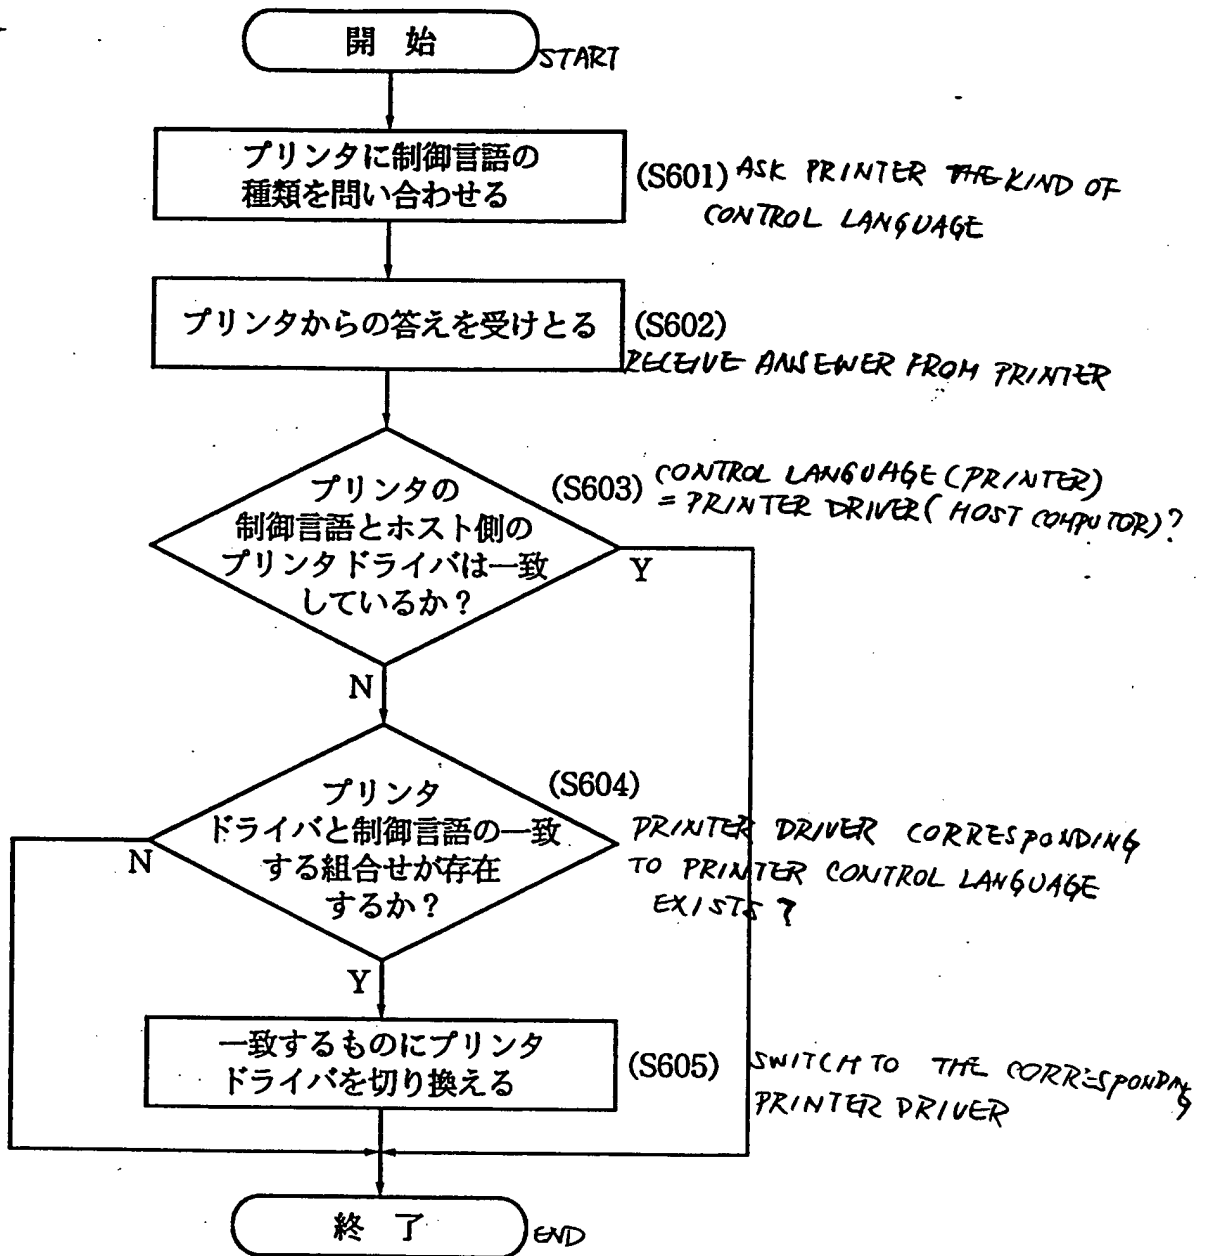 開 始
START
プリンタに制御言語の
種類を問い合わせる
(S601) ASK PRINTER THE KIND OF
CONTROL LANGUAGE
プリンタからの答えを受けとる
(S602)
RECEIVE ANSEWER FROM PRINTER
プリンタの
制御言語とホスト側の
プリンタドライバは一致
しているか？
(S603) CONTROL LANGUAGE (PRINTER)
= PRINTER DRIVER ( HOST COMPUTOR) ?
Y
N
プリンタ
ドライバと制御言語の一致
する組合せが存在
するか？
(S604)
PRINTER DRIVER CORRESPONDING
TO PRINTER CONTROL LANGUAGE
EXISTS ?
N
Y
一致するものにプリンタ
ドライバを切り換える
(S605) SWITCH TO THE CORRESPONDING
PRINTER DRIVER
終 了
END